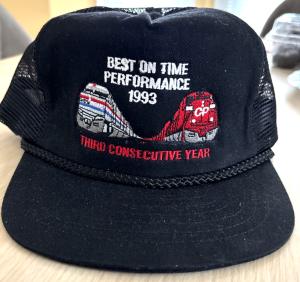 BEST ON TIME
PERFORMANCE
1993
CP
THIRD CONSECUTIVE YEAR